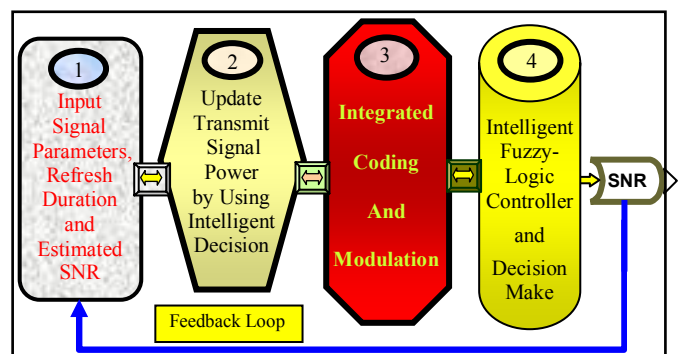 1
Input
Signal
Parameters,
Refresh
Duration
and
Estimated
SNR
2
Update
Transmit
Signal
Power
by Using
Intelligent
Decision
3
Integrated
Coding
And
Modulation
4
Intelligent
Fuzzy-
Logic
Controller
and
Decision
Make
SNR
Feedback Loop